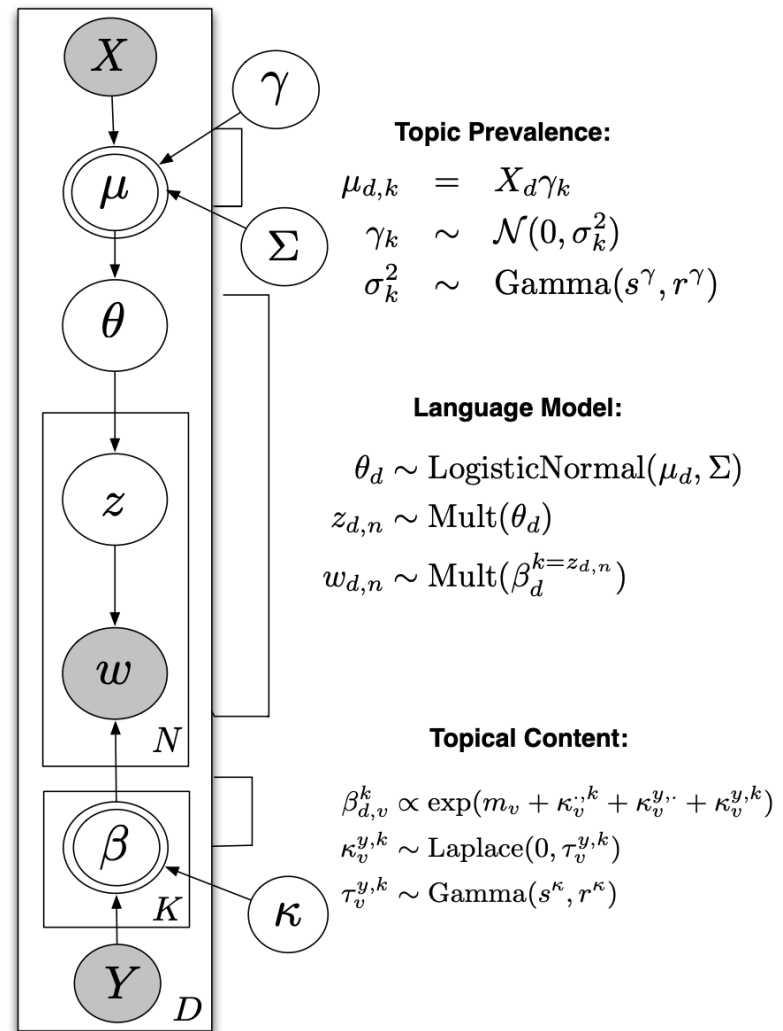 X
γ
μ
Σ
θ
z
w
N
β
κ
K
Y
D
Topic Prevalence:
μ_{d,k} = X_d γ_k
γ_k ∼ 𝒩(0, σ_k^2)
σ_k^2 ∼ Gamma(s^γ, r^γ)
Language Model:
θ_d ∼ LogisticNormal(μ_d, Σ)
z_{d,n} ∼ Mult(θ_d)
w_{d,n} ∼ Mult(β_d^{k=z_{d,n}})
Topical Content:
β_{d,v}^k ∝ exp(m_v + κ_v^{·,k} + κ_v^{y,·} + κ_v^{y,k})
κ_v^{y,k} ∼ Laplace(0, τ_v^{y,k})
τ_v^{y,k} ∼ Gamma(s^κ, r^κ)